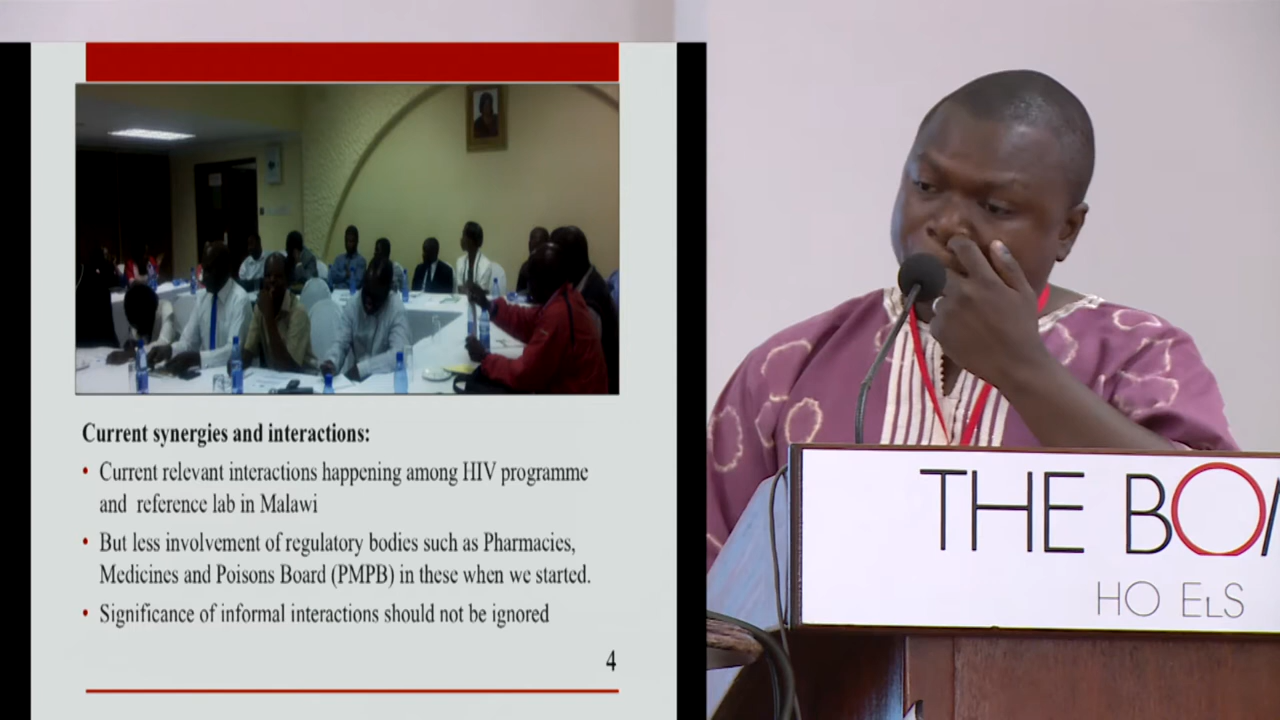 Current synergies and interactions:
• Current relevant interactions happening among HIV programme
and reference lab in Malawi
• But less involvement of regulatory bodies such as Pharmacies,
Medicines and Poisons Board (PMPB) in these when we started.
• Significance of informal interactions should not be ignored
4
THE BO
HO ELS